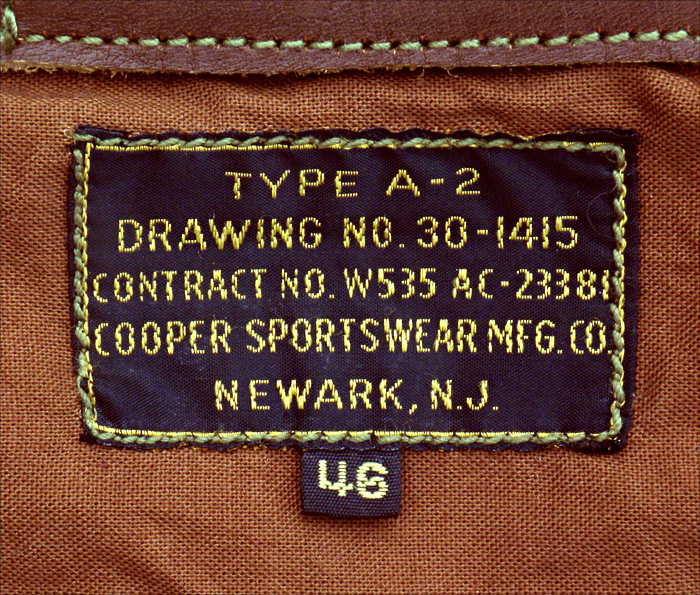 TYPE A-2
DRAWING NO. 30-1415
CONTRACT NO. W535 AC-23381
COOPER SPORTSWEAR MFG. CO.
NEWARK, N.J.
46